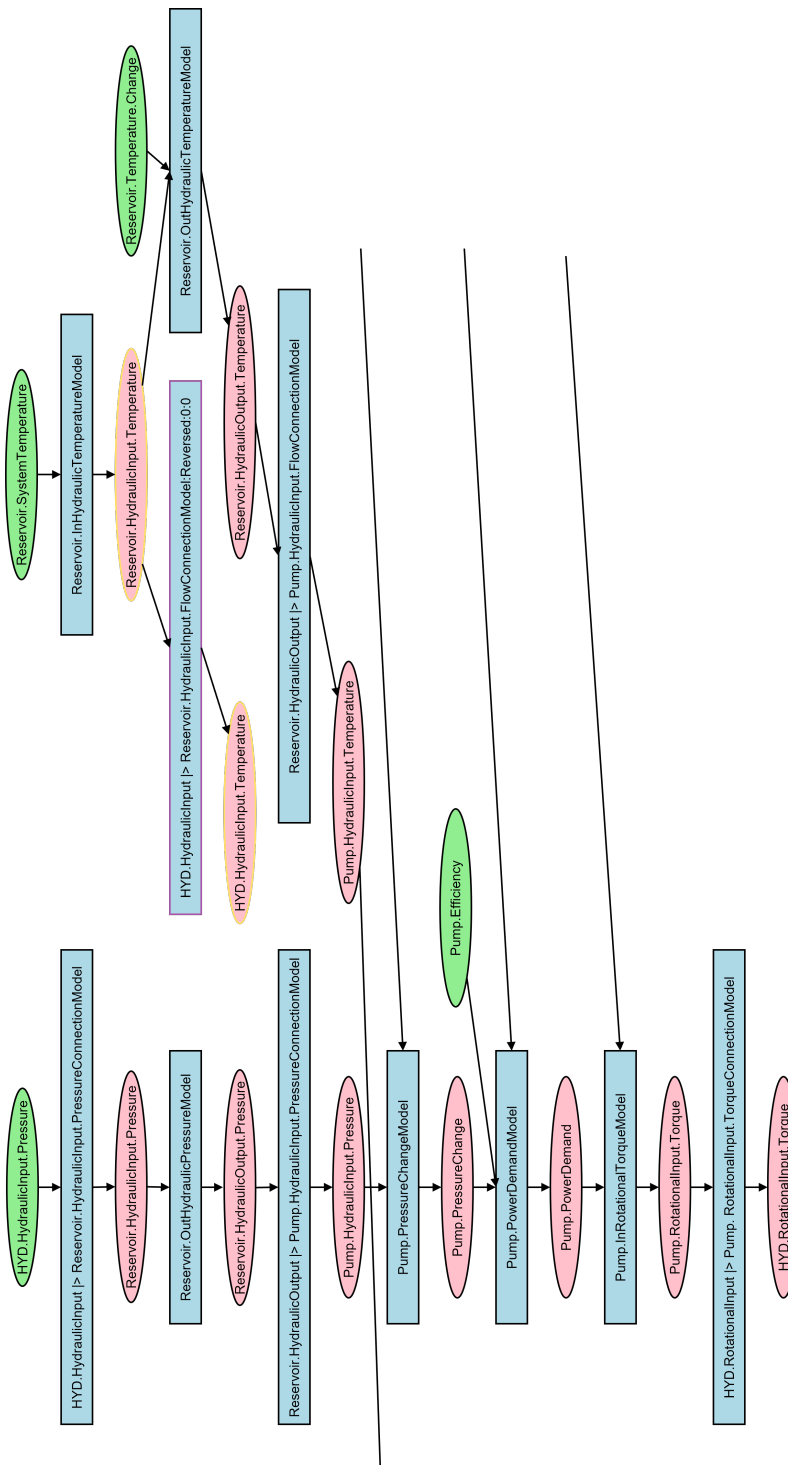 HYD.HydraulicInput.Pressure
HYD.HydraulicInput |> Reservoir.HydraulicInput.PressureConnectionModel
Reservoir.HydraulicInput.Pressure
Reservoir.OutHydraulicPressureModel
Reservoir.HydraulicOutput.Pressure
Reservoir.HydraulicOutput |> Pump.HydraulicInput.PressureConnectionModel
Pump.HydraulicInput.Pressure
Pump.PressureChangeModel
Pump.PressureChange
Pump.PowerDemandModel
Pump.PowerDemand
Pump.InRotationalTorqueModel
Pump.RotationalInput.Torque
HYD.RotationalInput |> Pump. RotationalInput.TorqueConnectionModel
HYD.RotationalInput.Torque
Reservoir.SystemTemperature
Reservoir.InHydraulicTemperatureModel
Reservoir.HydraulicInput.Temperature
HYD.HydraulicInput |> Reservoir.HydraulicInput.FlowConnectionModel:Reversed:0:0
HYD.HydraulicInput.Temperature
Reservoir.Temperature.Change
Reservoir.OutHydraulicTemperatureModel
Reservoir.HydraulicOutput.Temperature
Reservoir.HydraulicOutput |> Pump.HydraulicInput.FlowConnectionModel
Pump.HydraulicInput.Temperature
Pump.Efficiency